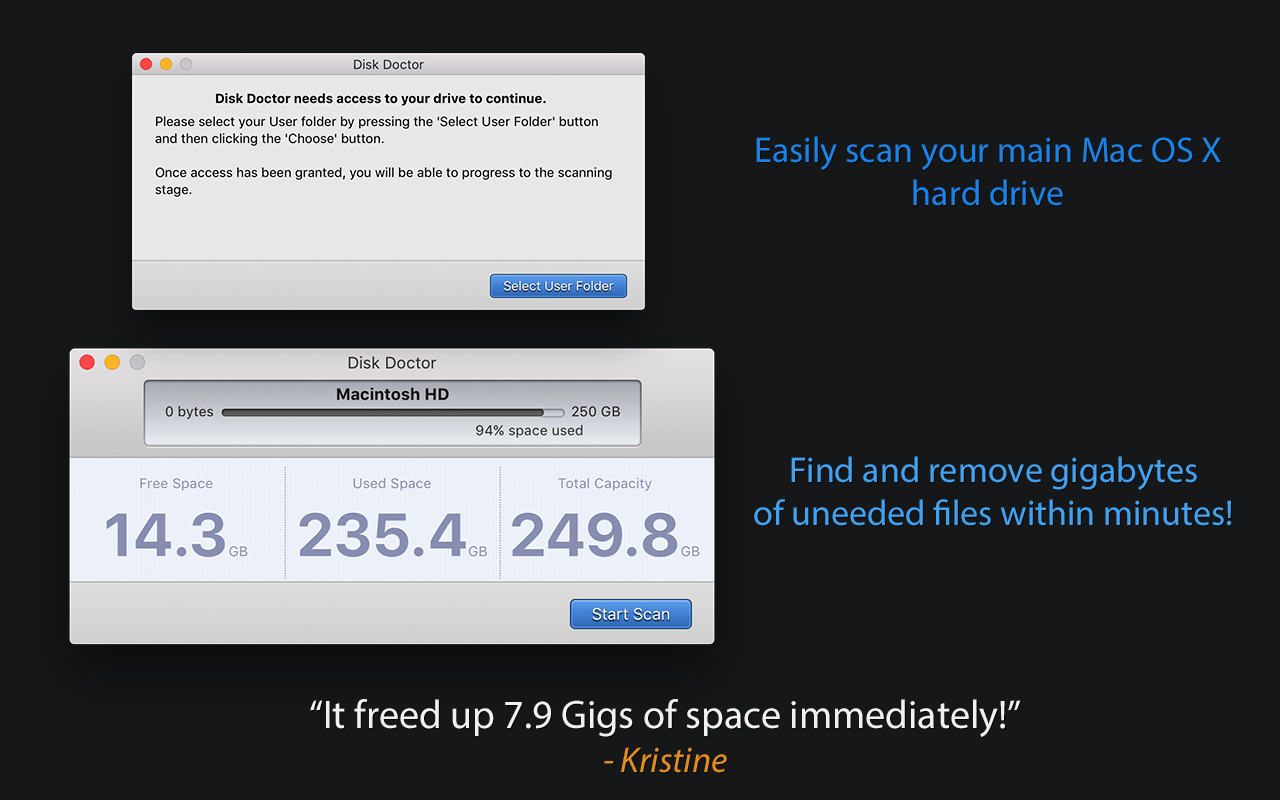 Disk Doctor
Disk Doctor needs access to your drive to continue.
Please select your User folder by pressing the 'Select User Folder' button
and then clicking the 'Choose' button.
Once access has been granted, you will be able to progress to the scanning
stage.
Select User Folder
Easily scan your main Mac OS X
hard drive
Disk Doctor
Macintosh HD
0 bytes 250 GB
94% space used
Free Space Used Space Total Capacity
14.3 GB 235.4 GB 249.8 GB
Start Scan
Find and remove gigabytes
of uneeded files within minutes!
“It freed up 7.9 Gigs of space immediately!”
- Kristine